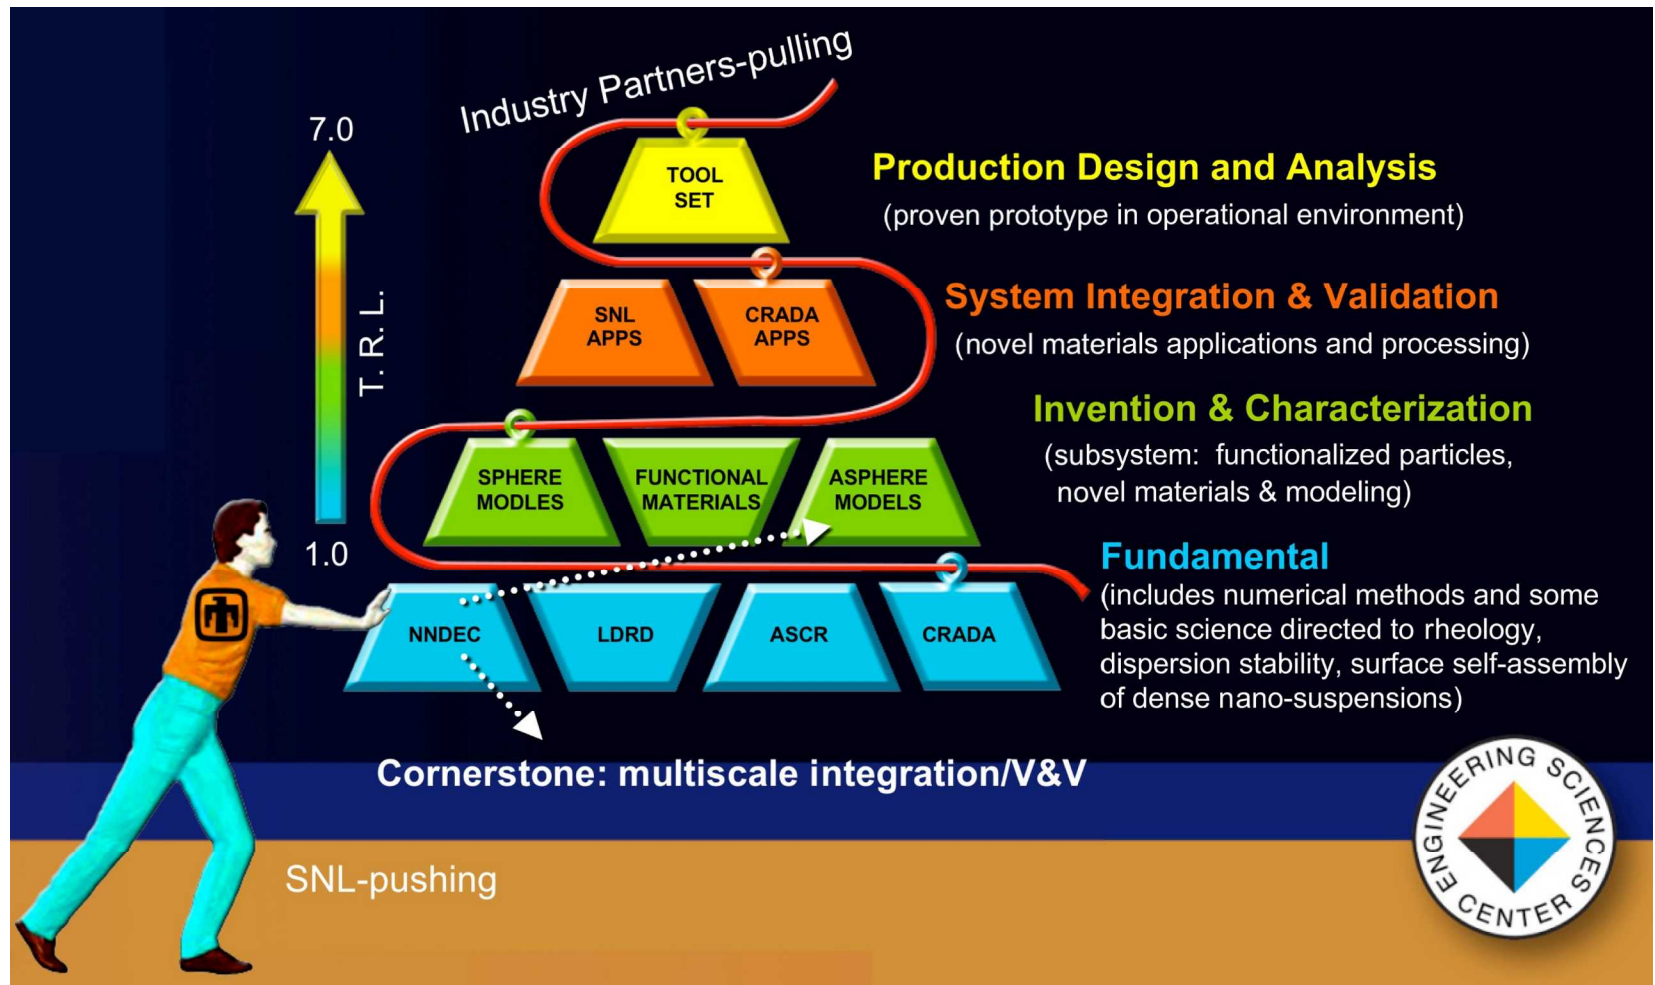 Industry Partners-pulling
7.0
T. R. L.
1.0
TOOL
SET
Production Design and Analysis
(proven prototype in operational environment)
SNL
APPS
CRADA
APPS
System Integration & Validation
(novel materials applications and processing)
SPHERE
MODLES
FUNCTIONAL
MATERIALS
ASPHERE
MODELS
Invention & Characterization
(subsystem: functionalized particles,
novel materials & modeling)
NNDEC
LDRD
ASCR
CRADA
Fundamental
(includes numerical methods and some
basic science directed to rheology,
dispersion stability, surface self-assembly
of dense nano-suspensions)
Cornerstone: multiscale integration/V&V
SNL-pushing
ENGINEERING SCIENCES
CENTER